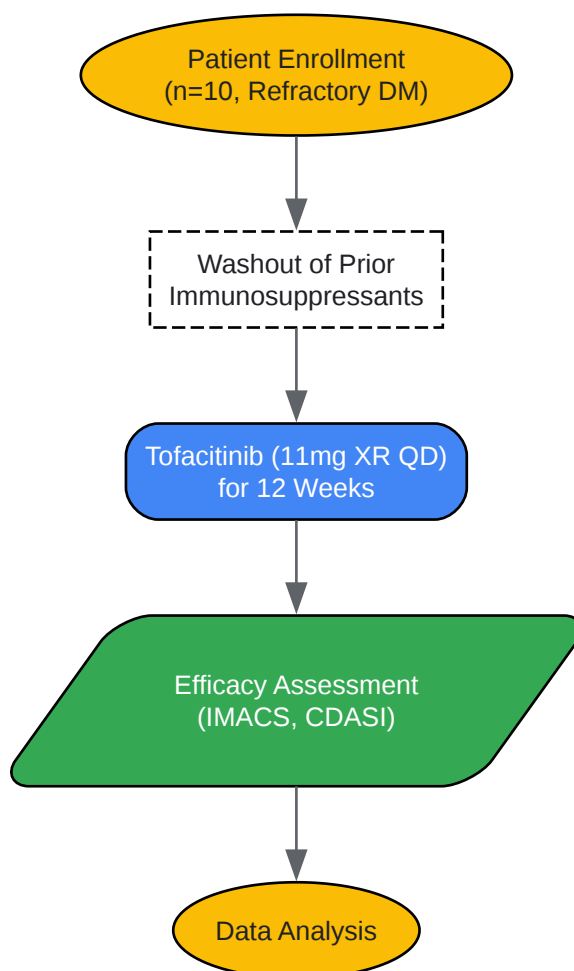 Patient Enrollment
(n=10, Refractory DM)
Washout of Prior
Immunosuppressants
Tofacitinib (11mg XR QD)
for 12 Weeks
Efficacy Assessment
(IMACS, CDASI)
Data Analysis